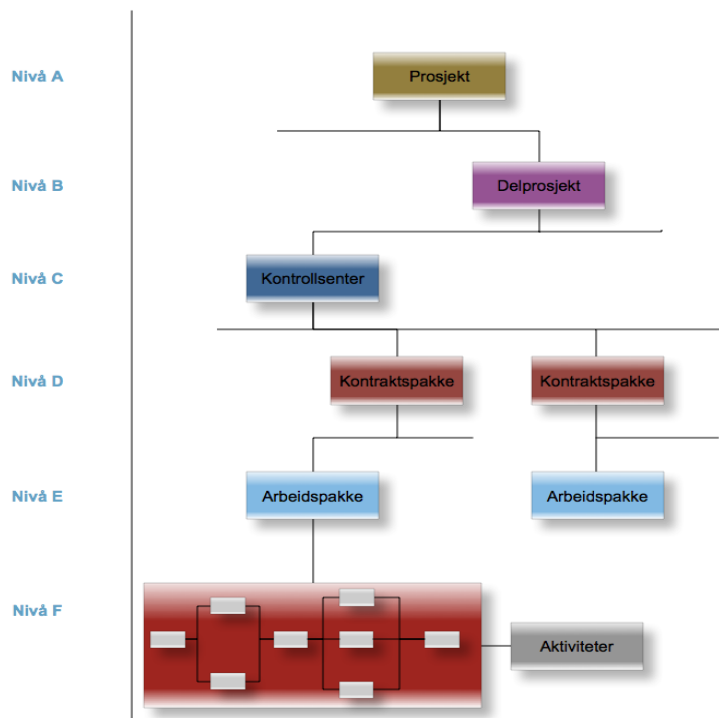 Nivå A
Prosjekt
Nivå B
Delprosjekt
Nivå C
Kontrollsenter
Nivå D
Kontraktspakke
Kontraktspakke
Nivå E
Arbeidspakke
Arbeidspakke
Nivå F
Aktiviteter